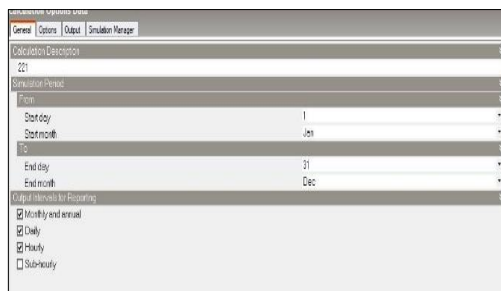 Calculation Options Data
General Options Output Simulation Manager
Calculation Description
221
Simulation Period
From
Start day 1
Start month Jan
To
End day 31
End month Dec
Output Intervals for Reporting
Monthly and annual
Daily
Hourly
Sub-hourly